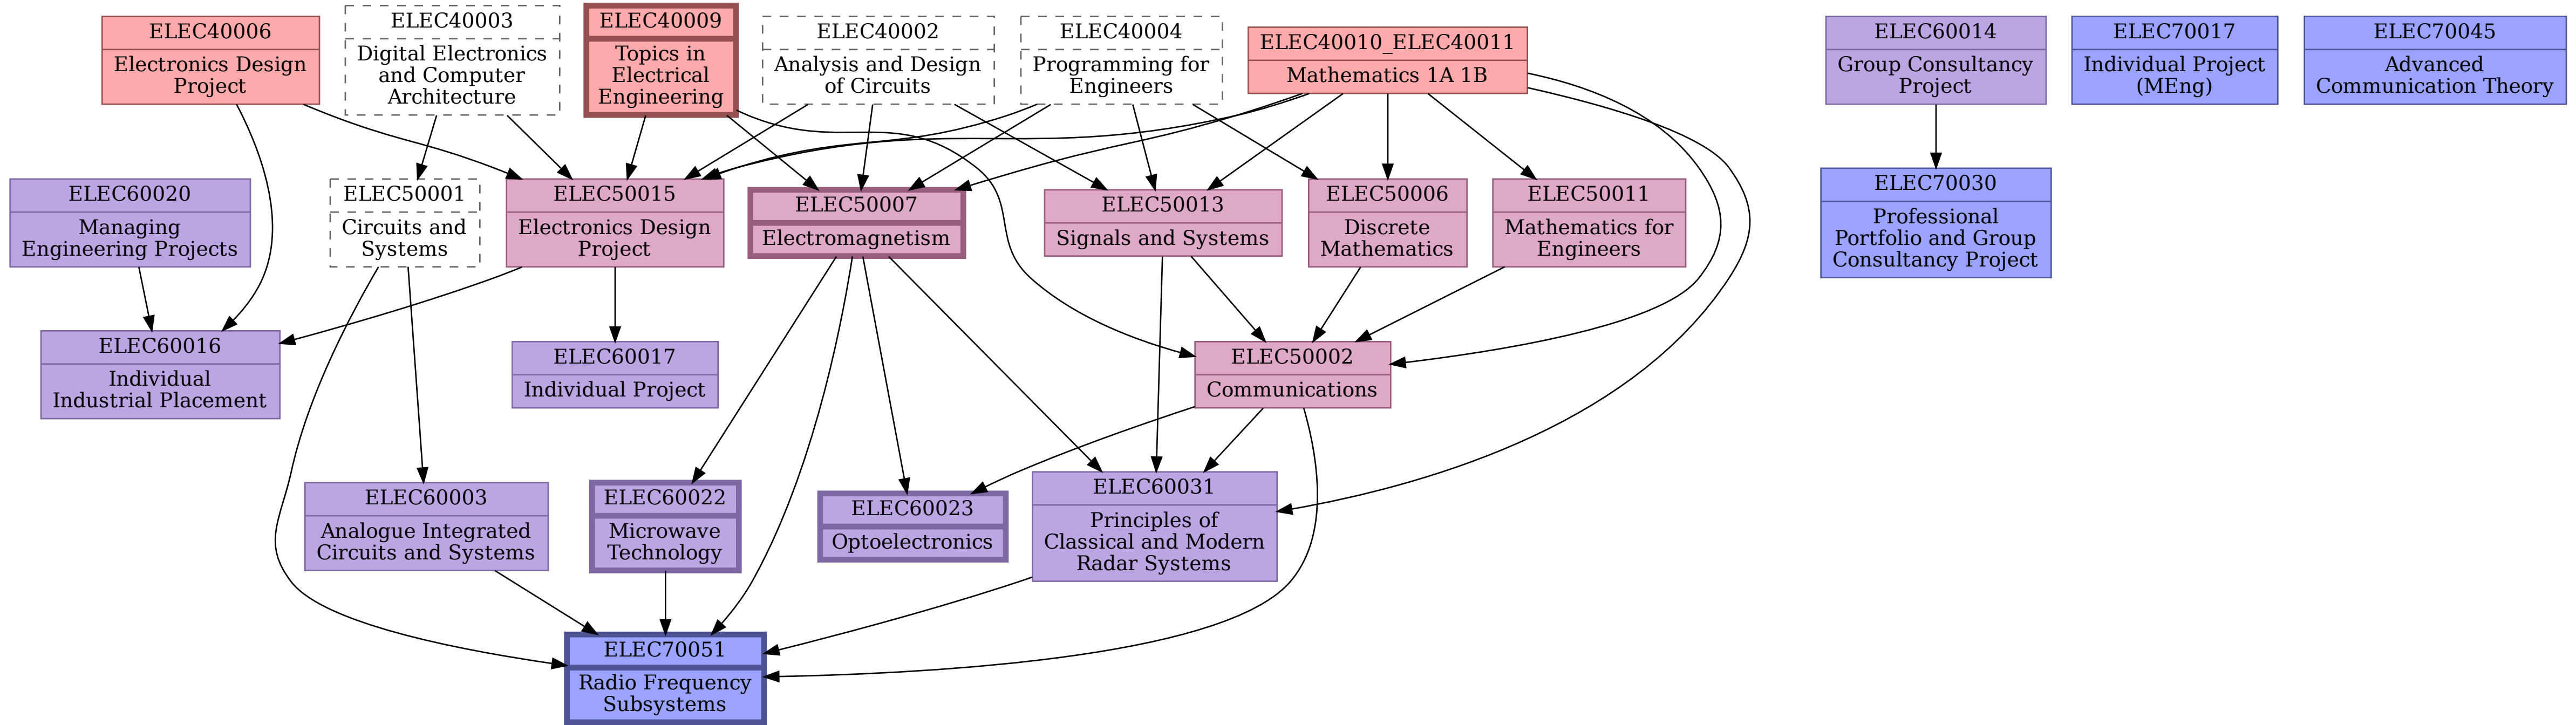 ELEC40006
Electronics Design
Project
ELEC40003
Digital Electronics
and Computer
Architecture
ELEC40009
Topics in
Electrical
Engineering
ELEC40002
Analysis and Design
of Circuits
ELEC40004
Programming for
Engineers
ELEC40010_ELEC40011
Mathematics 1A 1B
ELEC60014
Group Consultancy
Project
ELEC70017
Individual Project
(MEng)
ELEC70045
Advanced
Communication Theory
ELEC60020
Managing
Engineering Projects
ELEC50001
Circuits and
Systems
ELEC50015
Electronics Design
Project
ELEC50007
Electromagnetism
ELEC50013
Signals and Systems
ELEC50006
Discrete
Mathematics
ELEC50011
Mathematics for
Engineers
ELEC70030
Professional
Portfolio and Group
Consultancy Project
ELEC60016
Individual
Industrial Placement
ELEC60017
Individual Project
ELEC50002
Communications
ELEC60003
Analogue Integrated
Circuits and Systems
ELEC60022
Microwave
Technology
ELEC60023
Optoelectronics
ELEC60031
Principles of
Classical and Modern
Radar Systems
ELEC70051
Radio Frequency
Subsystems